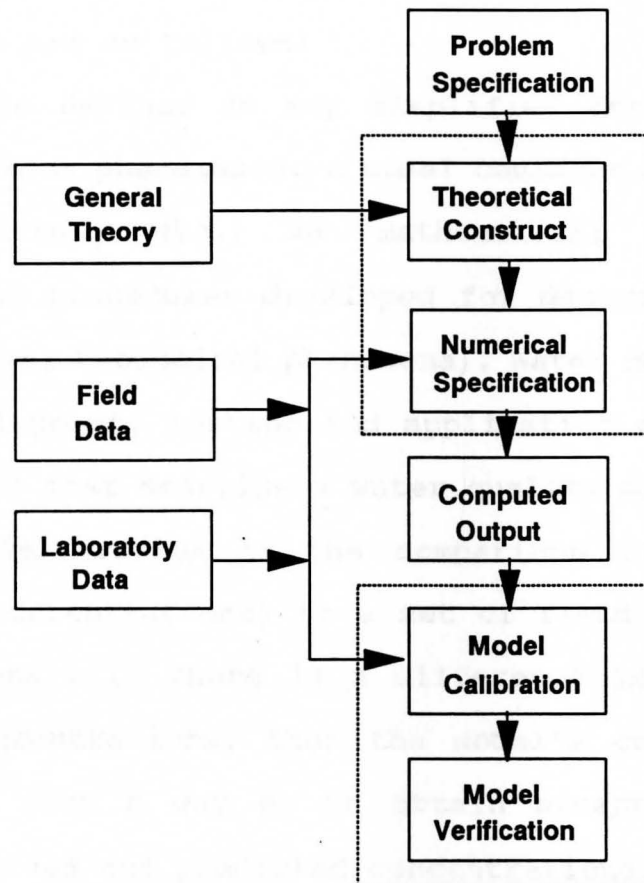 Problem
Specification
General
Theory
Theoretical
Construct
Numerical
Specification
Field
Data
Computed
Output
Laboratory
Data
Model
Calibration
Model
Verification